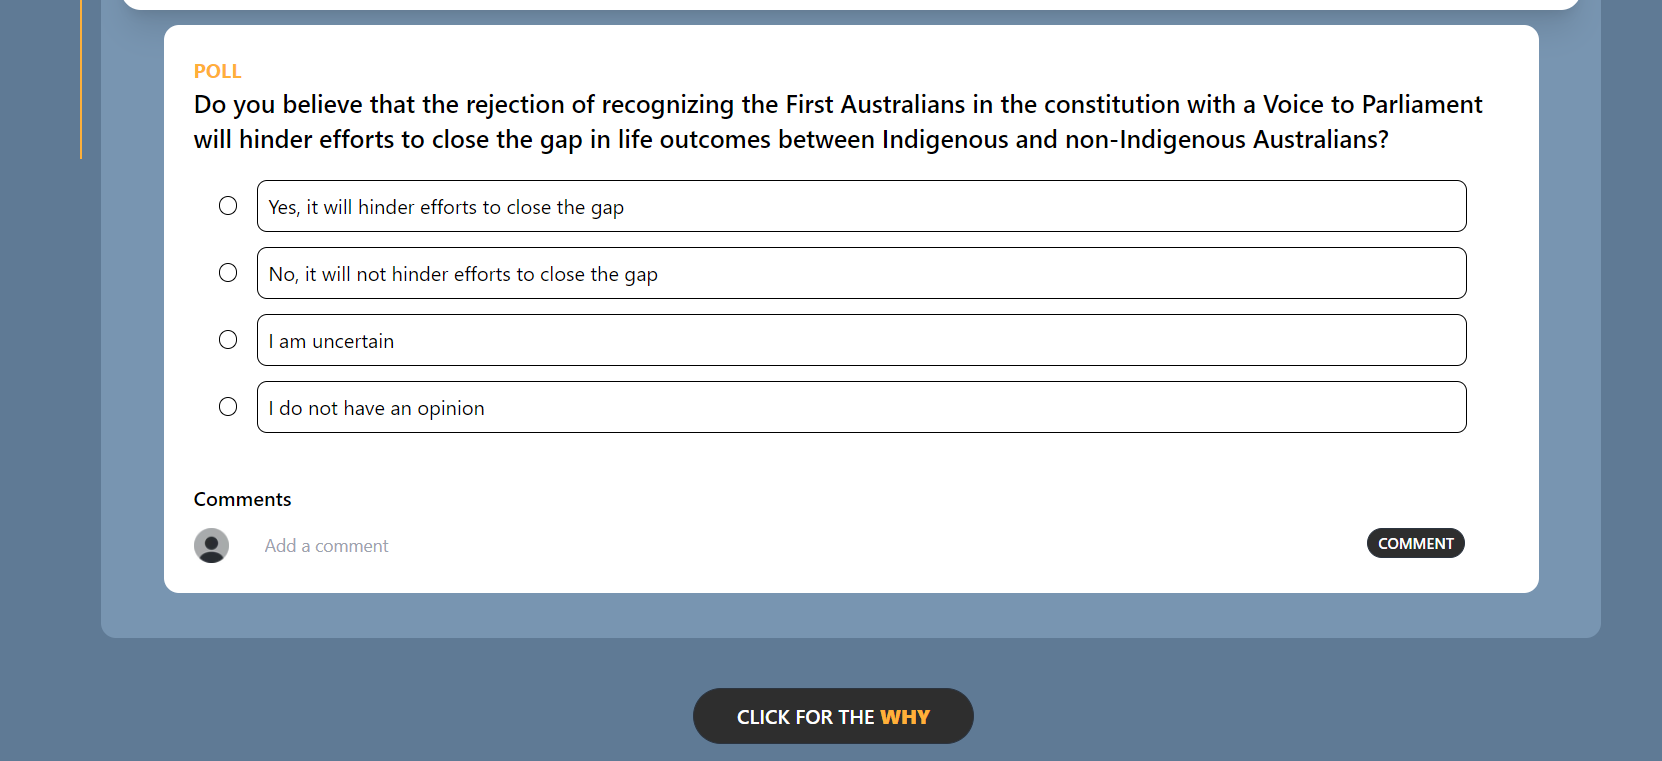 POLL
Do you believe that the rejection of recognizing the First Australians in the constitution with a Voice to Parliament
will hinder efforts to close the gap in life outcomes between Indigenous and non-Indigenous Australians?
Yes, it will hinder efforts to close the gap
No, it will not hinder efforts to close the gap
I am uncertain
I do not have an opinion
Comments
Add a comment
COMMENT
CLICK FOR THE WHY